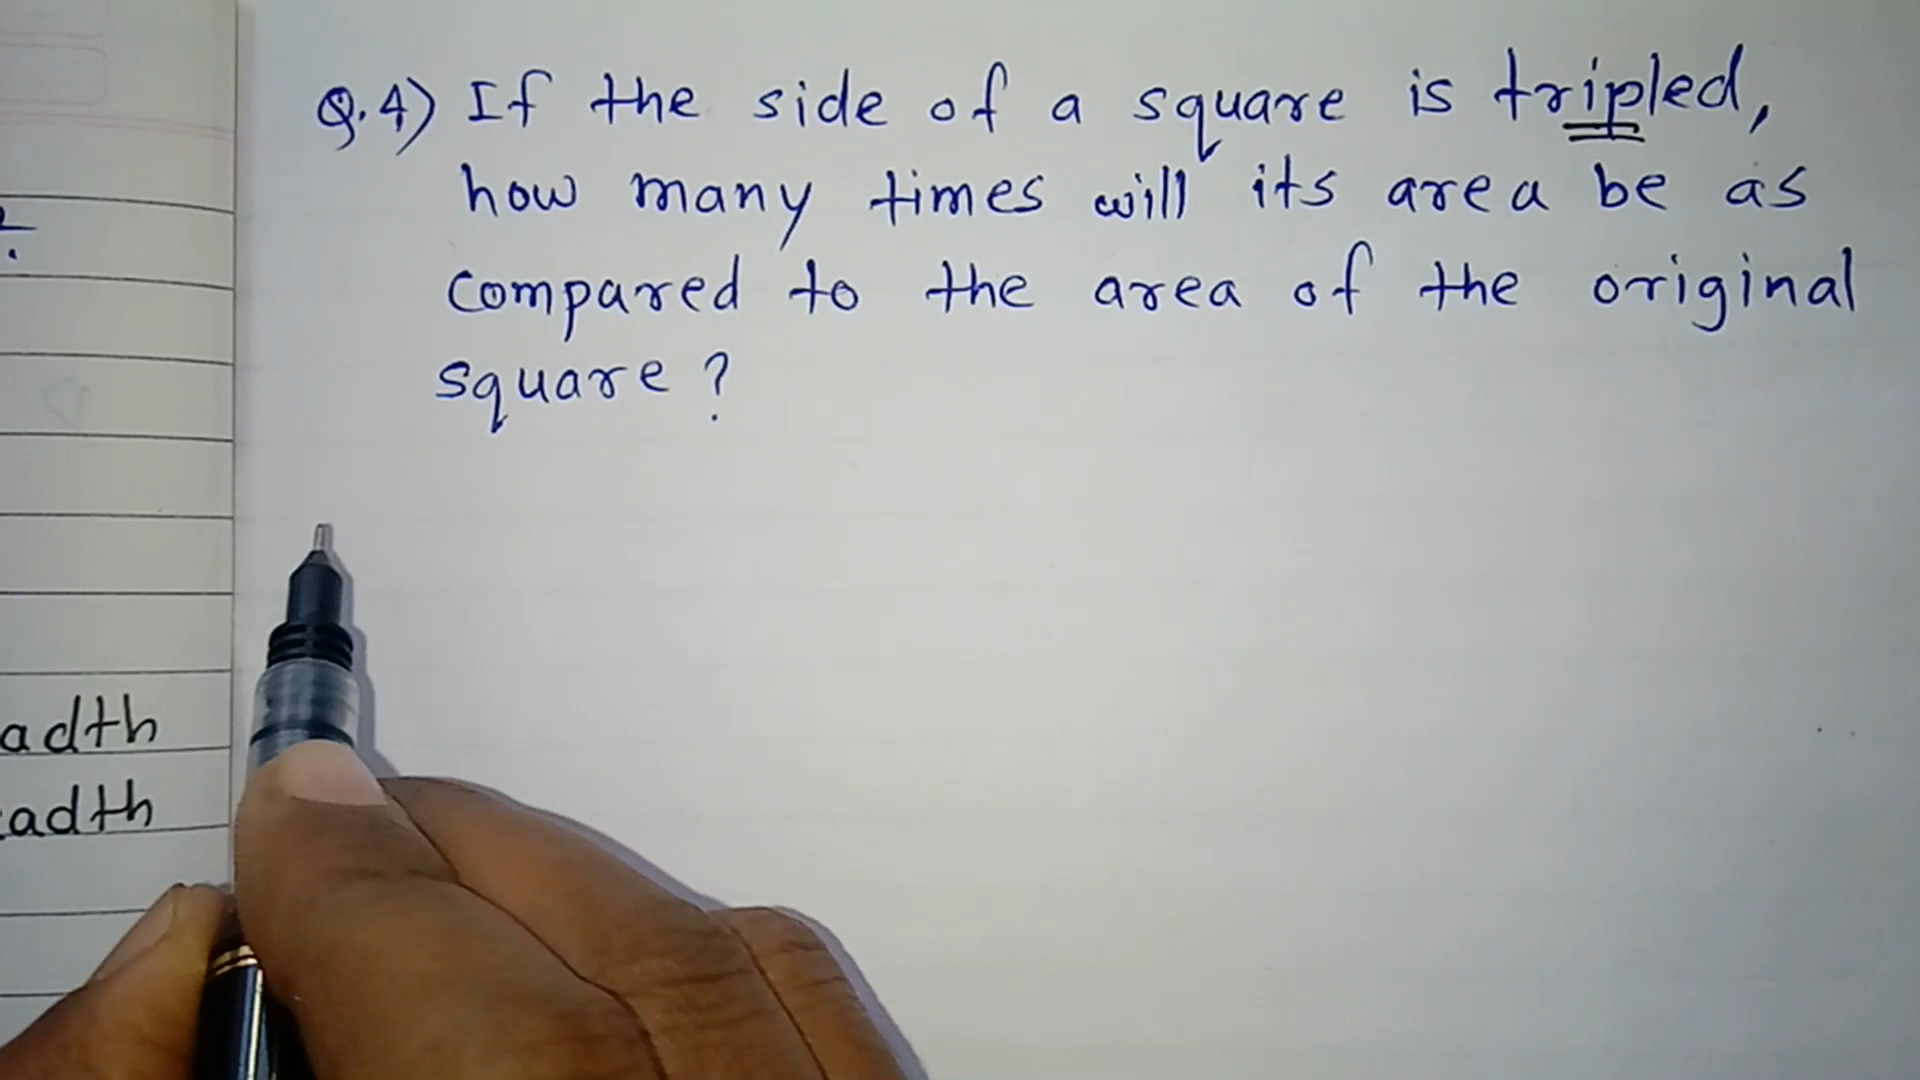 Q.4) If the side of a square is tripled,
how many times will its area be as
compared to the area of the original
square ?
adth
adth